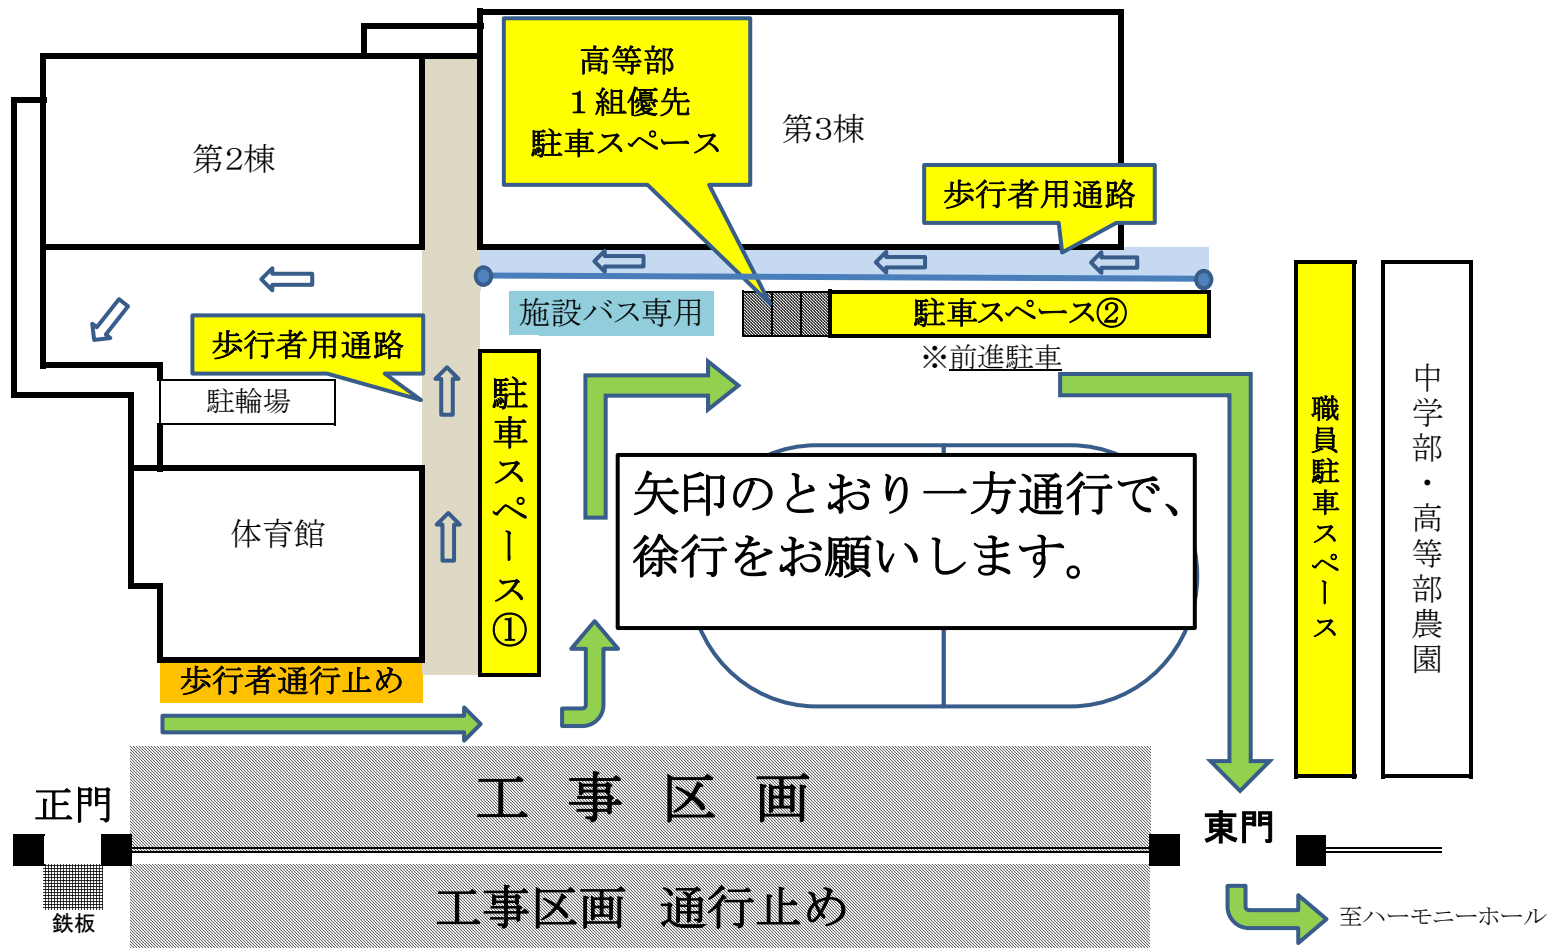 高等部
１組優先
駐車スペース
第2棟
第3棟
歩行者用通路
施設バス専用
駐車スペース②
※前進駐車
歩行者用通路
駐輪場
駐車スペース①
体育館
矢印のとおり一方通行で、
徐行をお願いします。
職員駐車スペース
中学部・高等部農園
歩行者通行止め
工事区画
正門
東門
工事区画　通行止め
鉄板
至ハーモニーホール